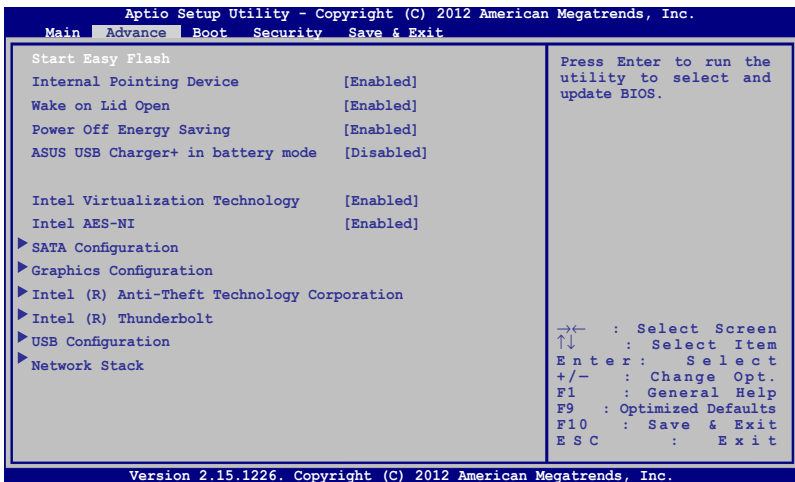 Aptio Setup Utility - Copyright (C) 2012 American Megatrends, Inc.
Main Advance Boot Security Save & Exit
Start Easy Flash
Internal Pointing Device [Enabled]
Wake on Lid Open [Enabled]
Power Off Energy Saving [Enabled]
ASUS USB Charger+ in battery mode [Disabled]
Intel Virtualization Technology [Enabled]
Intel AES-NI [Enabled]
SATA Configuration
Graphics Configuration
Intel (R) Anti-Theft Technology Corporation
Intel (R) Thunderbolt
USB Configuration
Network Stack
Press Enter to run the
utility to select and
update BIOS.
→← : Select Screen
↑↓ : Select Item
Enter: Select
+/— : Change Opt.
F1 : General Help
F9 : Optimized Defaults
F10 : Save & Exit
ESC : Exit
Version 2.15.1226. Copyright (C) 2012 American Megatrends, Inc.